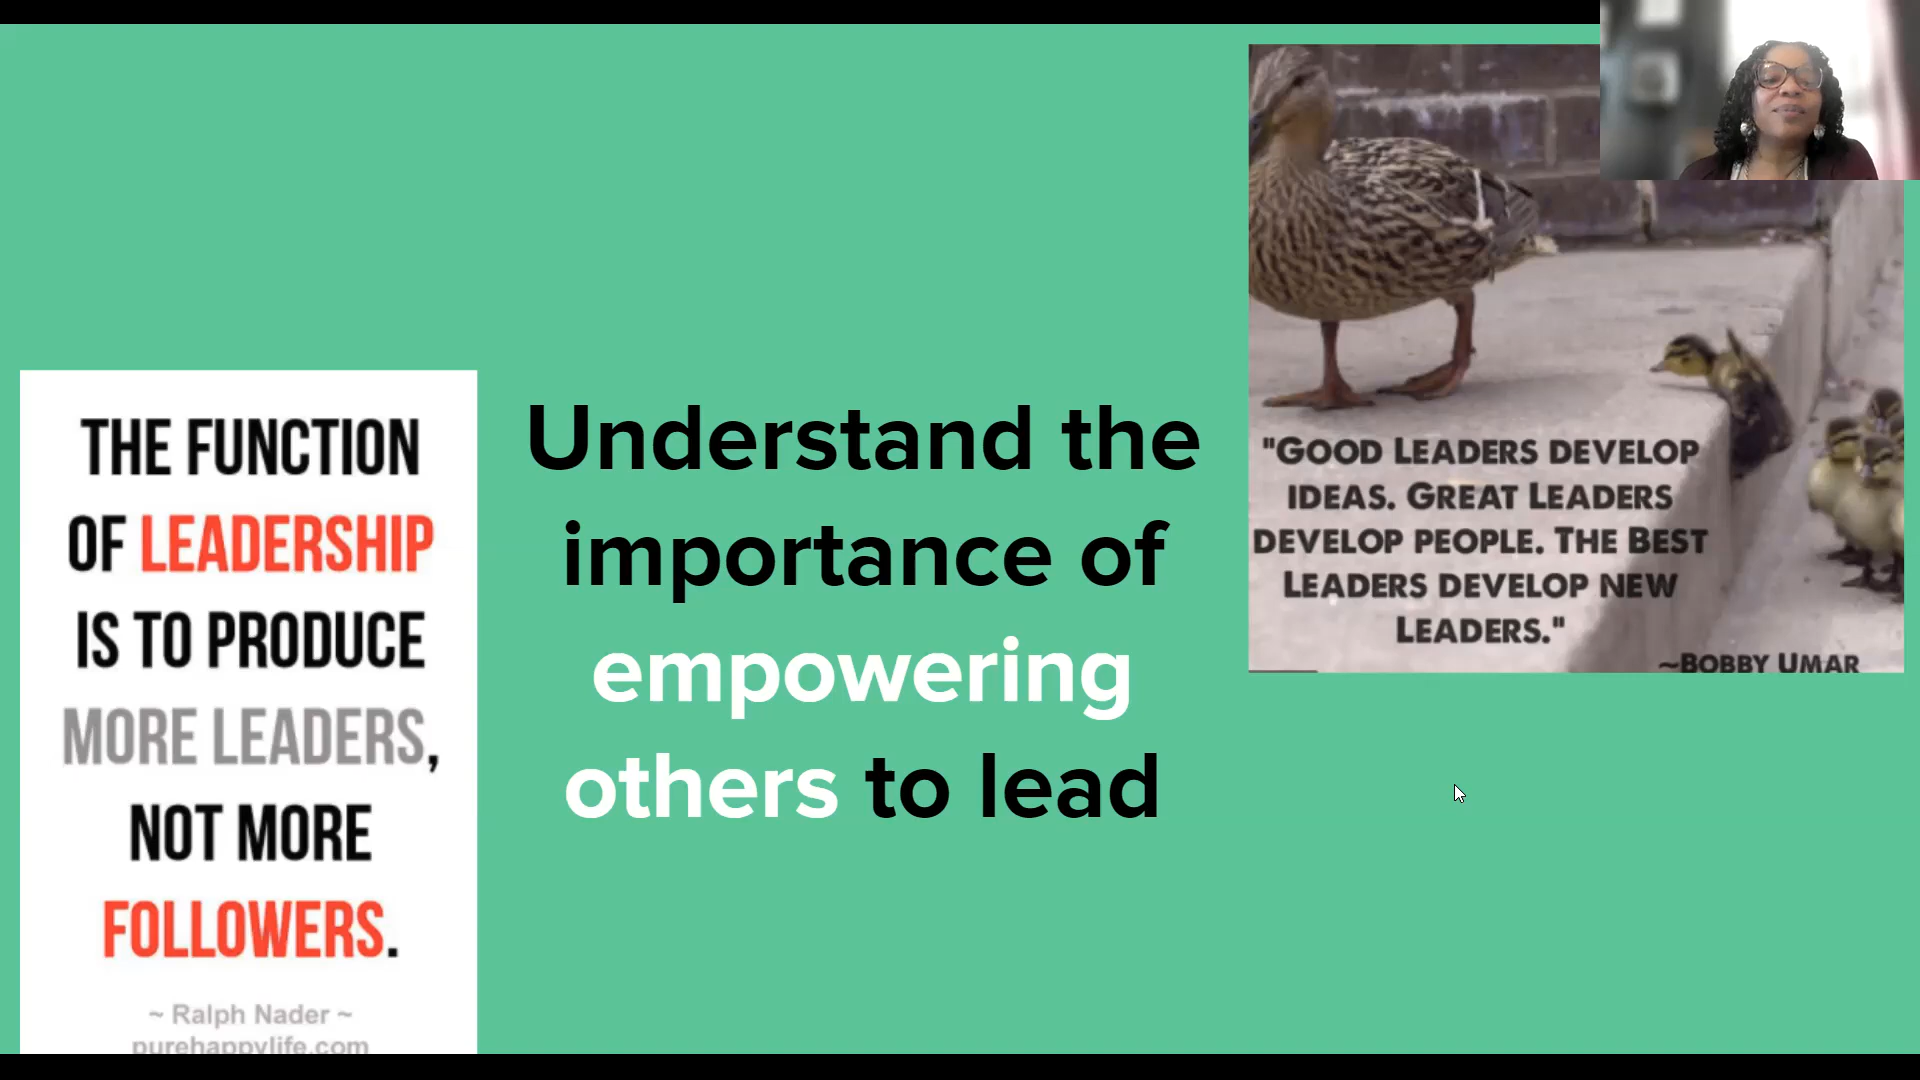 THE FUNCTION
OF LEADERSHIP
IS TO PRODUCE
MORE LEADERS,
NOT MORE
FOLLOWERS.
~ Ralph Nader ~
purehappylife.com
Understand the
importance of
empowering
others to lead
"GOOD LEADERS DEVELOP
IDEAS. GREAT LEADERS
DEVELOP PEOPLE. THE BEST
LEADERS DEVELOP NEW
LEADERS."
~BOBBY UMAR